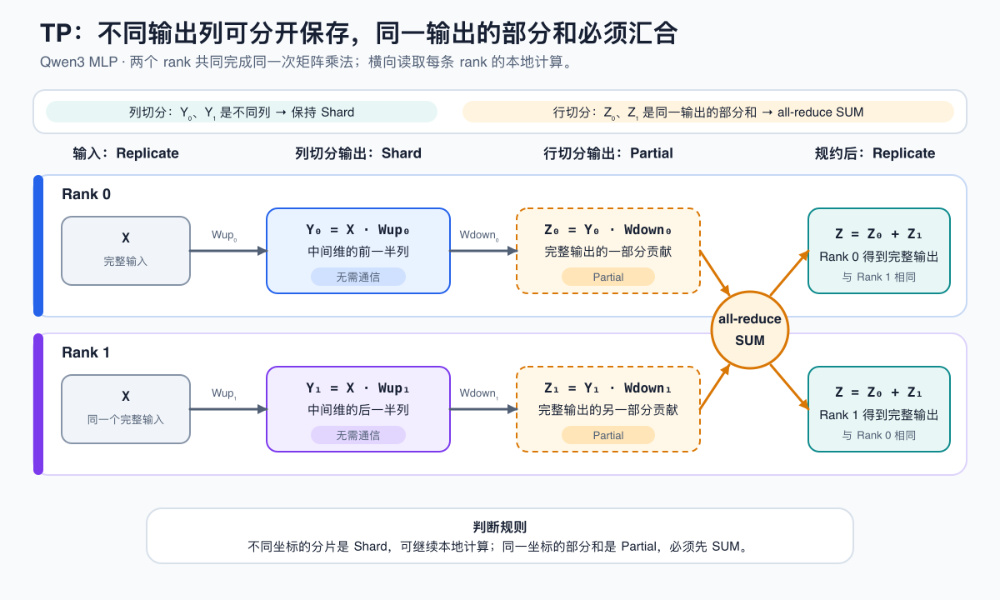 TP：不同输出列可分开保存，同一输出的部分和必须汇合
Qwen3 MLP · 两个 rank 共同完成同一次矩阵乘法；横向读取每条 rank 的本地计算。
列切分：Y₀、Y₁ 是不同列 → 保持 Shard
行切分：Z₀、Z₁ 是同一输出的部分和 → all-reduce SUM
输入：Replicate
列切分输出：Shard
行切分输出：Partial
规约后：Replicate
Rank 0
X
完整输入
Wup₀
Y₀ = X · Wup₀
中间维的前一半列
无需通信
Wdown₀
Z₀ = Y₀ · Wdown₀
完整输出的一部分贡献
Partial
all-reduce
SUM
Z = Z₀ + Z₁
Rank 0 得到完整输出
与 Rank 1 相同
Rank 1
X
同一个完整输入
Wup₁
Y₁ = X · Wup₁
中间维的后一半列
无需通信
Wdown₁
Z₁ = Y₁ · Wdown₁
完整输出的另一部分贡献
Partial
Z = Z₀ + Z₁
Rank 1 得到完整输出
与 Rank 0 相同
判断规则
不同坐标的分片是 Shard，可继续本地计算；同一坐标的部分和是 Partial，必须先 SUM。